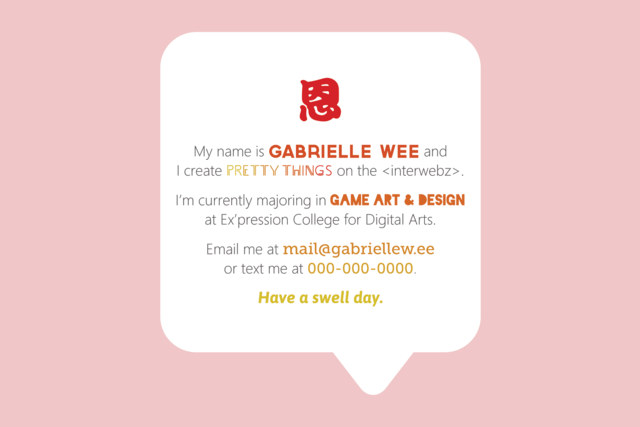 恩
My name is GABRIELLE WEE and
I create PRETTY THINGS on the <interwebz>.
I'm currently majoring in GAME ART & DESIGN
at Ex'pression College for Digital Arts.
Email me at mail@gabriellew.ee
or text me at 000-000-0000.
Have a swell day.